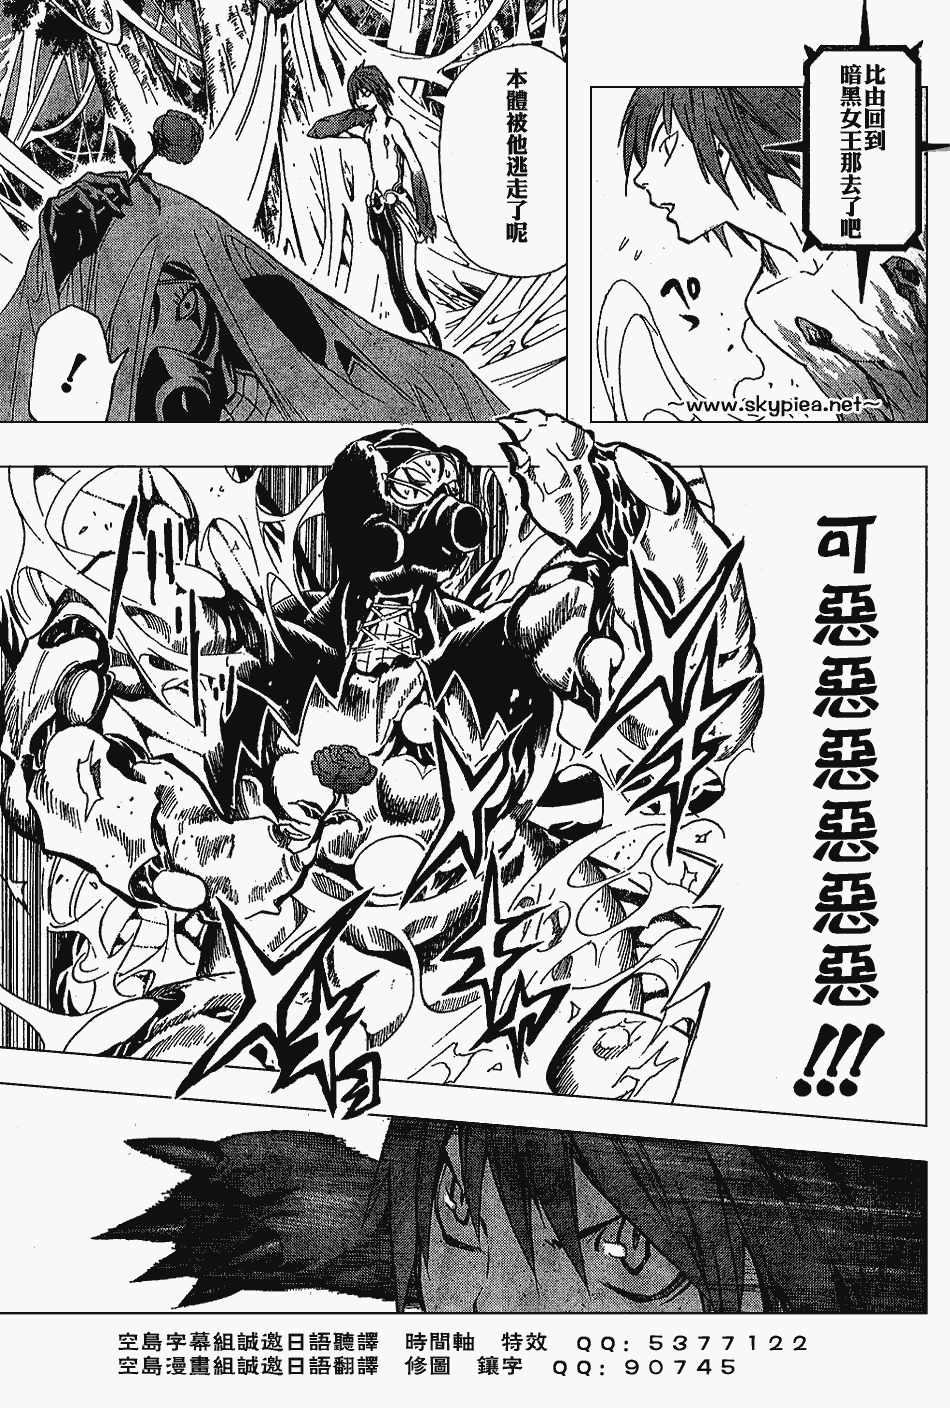 比由回到
暗黑女王那去了吧
ペ
っ
~www.skypiea.net~
本體被他逃走了呢
！
可惡惡惡惡惡惡!!!
空島字幕組誠邀日語聽譯 時間軸 特效 QQ: 5377122
空島漫畫組誠邀日語翻譯 修圖 鑲字 QQ: 90745